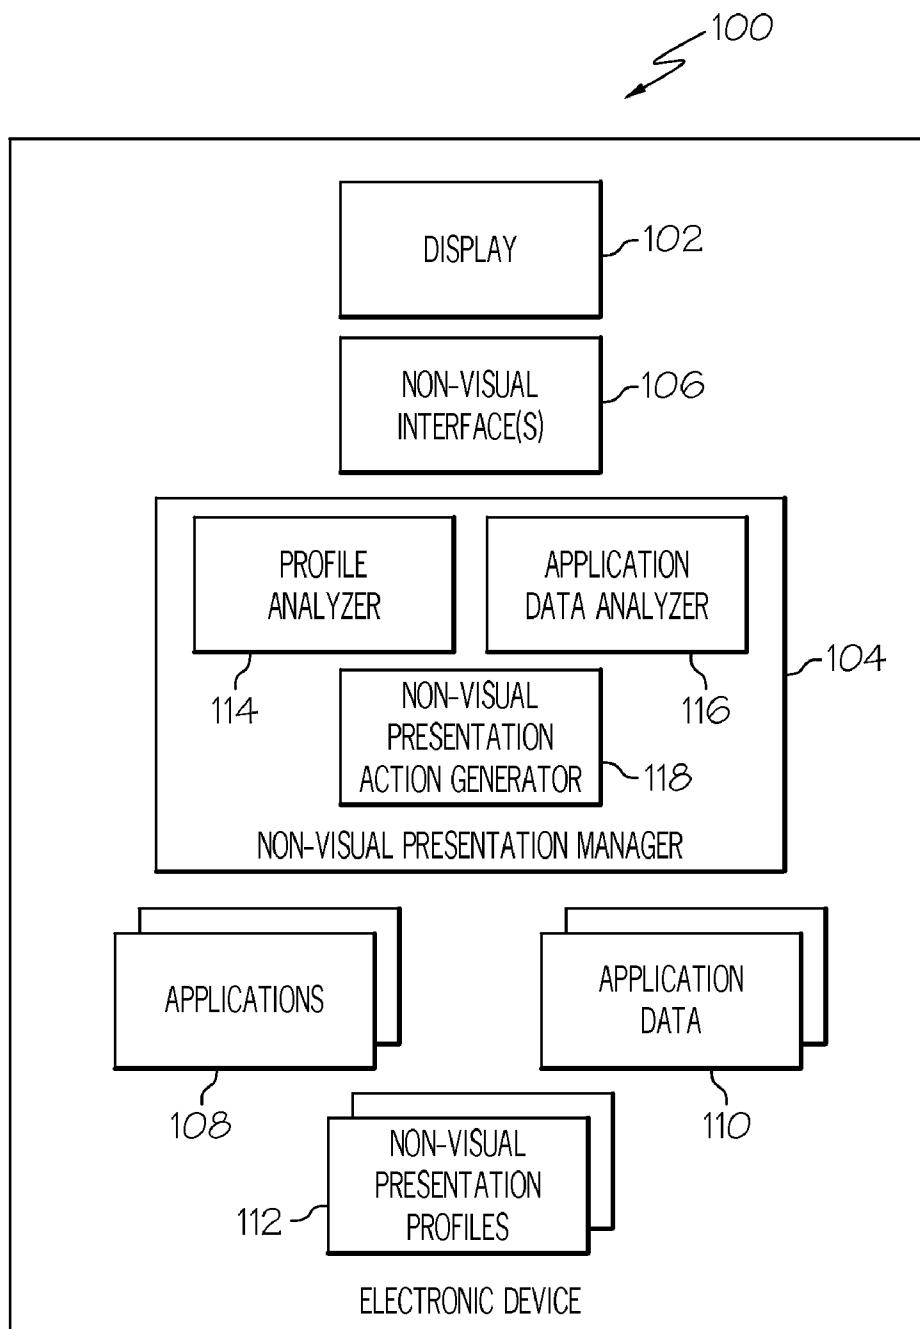 100
DISPLAY
102
NON-VISUAL
INTERFACE(S)
106
PROFILE
ANALYZER
114
APPLICATION
DATA ANALYZER
116
104
NON-VISUAL
PRESENTATION
ACTION GENERATOR
118
NON-VISUAL PRESENTATION MANAGER
APPLICATIONS
108
APPLICATION
DATA
110
NON-VISUAL
PRESENTATION
PROFILES
112
ELECTRONIC DEVICE